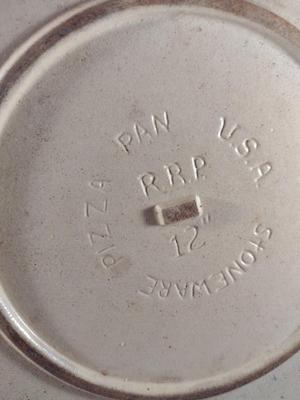 PIZZA PAN U.S.A.
STONEWARE
R.R.P.
12"